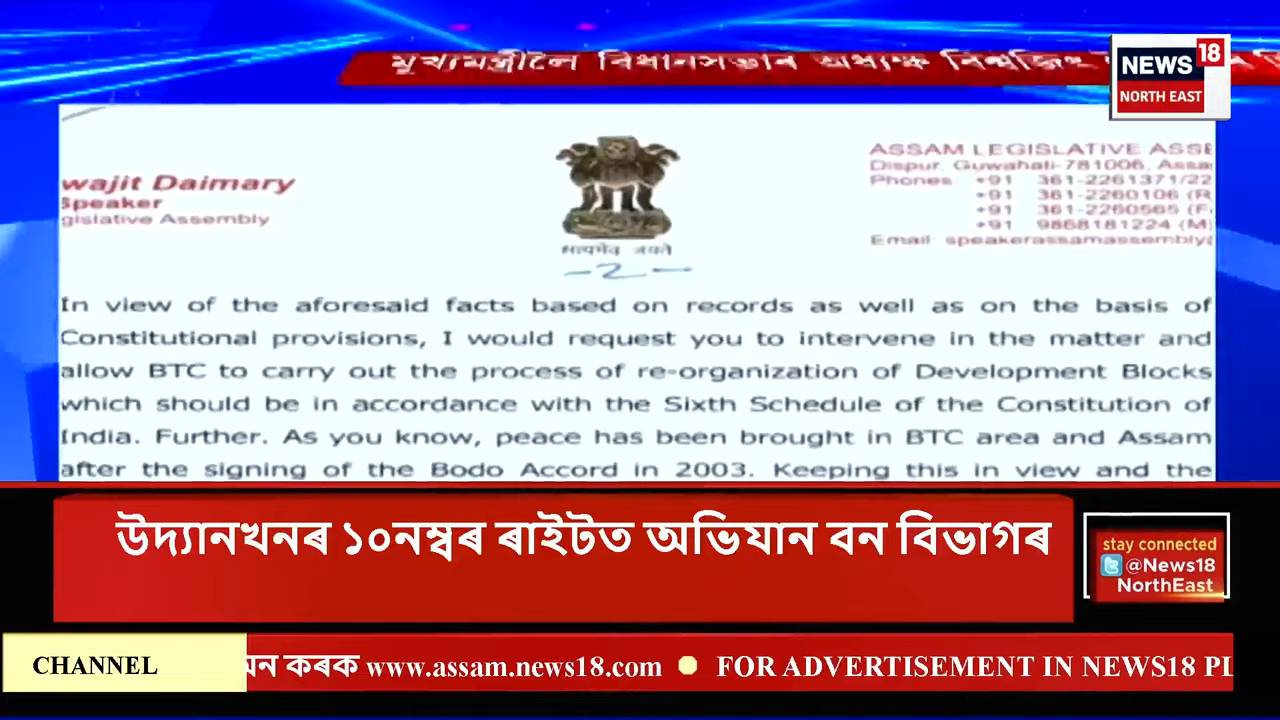 মুখ্যমন্ত্ৰীলৈ বিধানসভাৰ অধ্যক্ষ বিশ্বজিৎ
NEWS 18
NORTH EAST
wajit Daimary
Speaker
gislative Assembly
सत्यमेव जयते
-2-
ASSAM LEGISLATIVE ASSE
Dispur, Guwahati-781006, Assa
Phones +91 361-2261371/22
+91 361-2260106 (R
+91 361-2260565 (F
+91 9868181224 (M)
Email: speakerassamassembly@
In view of the aforesaid facts based on records as well as on the basis of
Constitutional provisions, I would request you to intervene in the matter and
allow BTC to carry out the process of re-organization of Development Blocks
which should be in accordance with the Sixth Schedule of the Constitution of
India. Further. As you know, peace has been brought in BTC area and Assam
after the signing of the Bodo Accord in 2003. Keeping this in view and the
উদ্যানখনৰ ১০নম্বৰ ৰাইটত অভিযান বন বিভাগৰ
stay connected
@News18
NorthEast
CHANNEL
মন কৰক www.assam.news18.com ● FOR ADVERTISEMENT IN NEWS18 PL